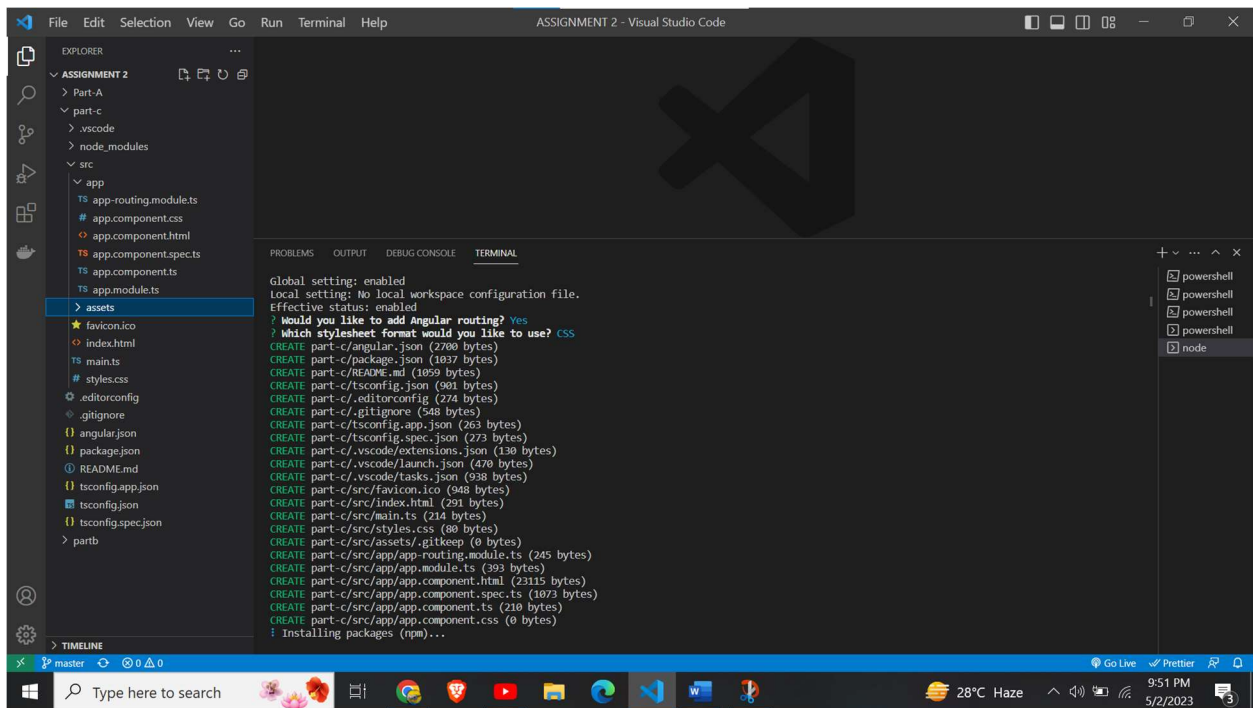 File Edit Selection View Go Run Terminal Help ASSIGNMENT 2 - Visual Studio Code
EXPLORER
ASSIGNMENT 2
Part-A
part-c
.vscode
node_modules
src
app
TS app-routing.module.ts
# app.component.css
<> app.component.html
TS app.component.spec.ts
TS app.component.ts
TS app.module.ts
assets
favicon.ico
<> index.html
TS main.ts
# styles.css
.editorconfig
.gitignore
{} angular.json
{} package.json
README.md
{} tsconfig.app.json
tsconfig.json
{} tsconfig.spec.json
partb
TIMELINE
PROBLEMS OUTPUT DEBUG CONSOLE TERMINAL
Global setting: enabled
Local setting: No local workspace configuration file.
Effective status: enabled
? Would you like to add Angular routing? Yes
? Which stylesheet format would you like to use? CSS
CREATE part-c/angular.json (2700 bytes)
CREATE part-c/package.json (1037 bytes)
CREATE part-c/README.md (1059 bytes)
CREATE part-c/tsconfig.json (901 bytes)
CREATE part-c/.editorconfig (274 bytes)
CREATE part-c/.gitignore (548 bytes)
CREATE part-c/tsconfig.app.json (263 bytes)
CREATE part-c/tsconfig.spec.json (273 bytes)
CREATE part-c/.vscode/extensions.json (130 bytes)
CREATE part-c/.vscode/launch.json (470 bytes)
CREATE part-c/.vscode/tasks.json (938 bytes)
CREATE part-c/src/favicon.ico (948 bytes)
CREATE part-c/src/index.html (291 bytes)
CREATE part-c/src/main.ts (214 bytes)
CREATE part-c/src/styles.css (80 bytes)
CREATE part-c/src/assets/.gitkeep (0 bytes)
CREATE part-c/src/app/app-routing.module.ts (245 bytes)
CREATE part-c/src/app/app.module.ts (393 bytes)
CREATE part-c/src/app/app.component.html (23115 bytes)
CREATE part-c/src/app/app.component.spec.ts (1073 bytes)
CREATE part-c/src/app/app.component.ts (210 bytes)
CREATE part-c/src/app/app.component.css (0 bytes)
Installing packages (npm)...
powershell
powershell
powershell
powershell
node
master 0 0 Go Live Prettier
Type here to search 28°C Haze 9:51 PM
5/2/2023
3